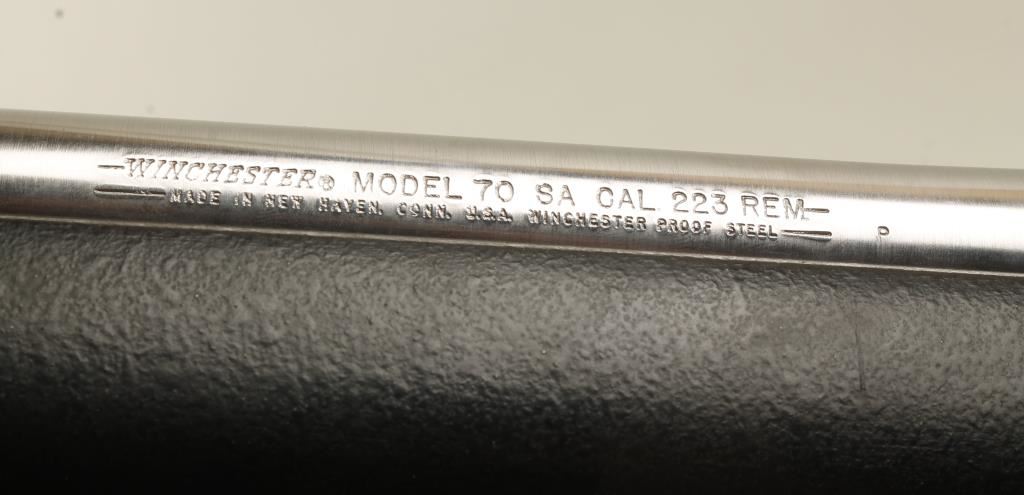 WINCHESTER® MODEL 70 SA CAL. 223 REM.
MADE IN NEW HAVEN, CONN. U.S.A. WINCHESTER PROOF STEEL
P